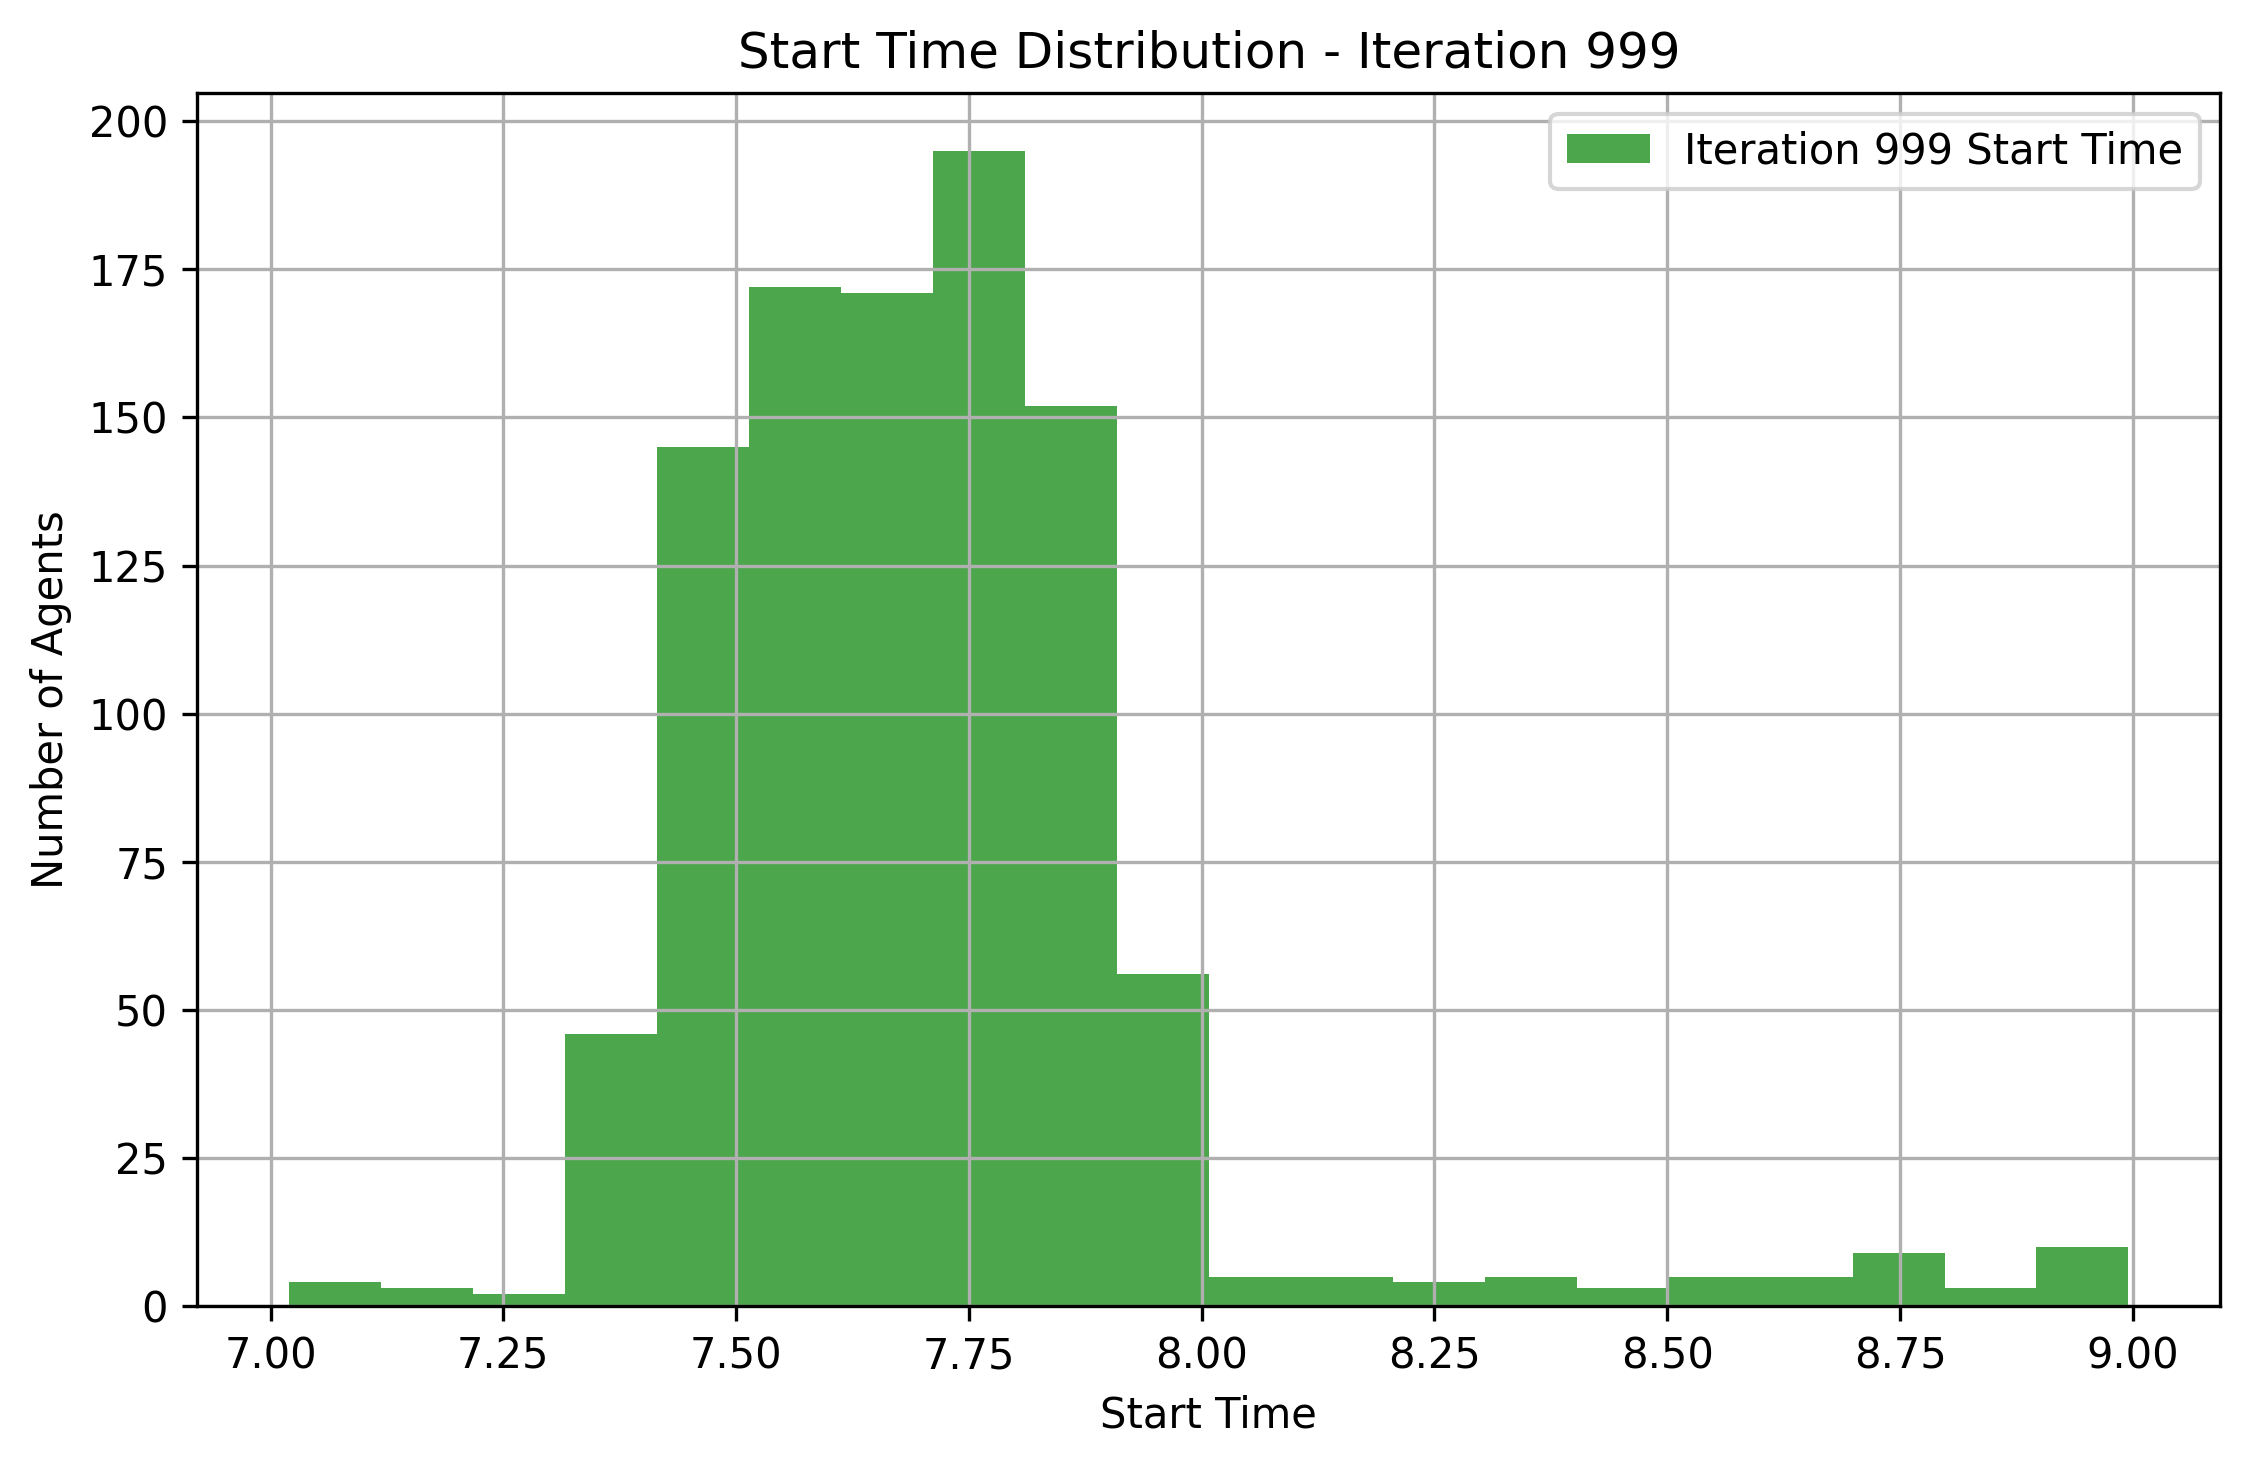 Start Time Distribution - Iteration 999
Iteration 999 Start Time
Number of Agents
200
175
150
125
100
75
50
25
0
7.00 7.25 7.50 7.75 8.00 8.25 8.50 8.75 9.00
Start Time